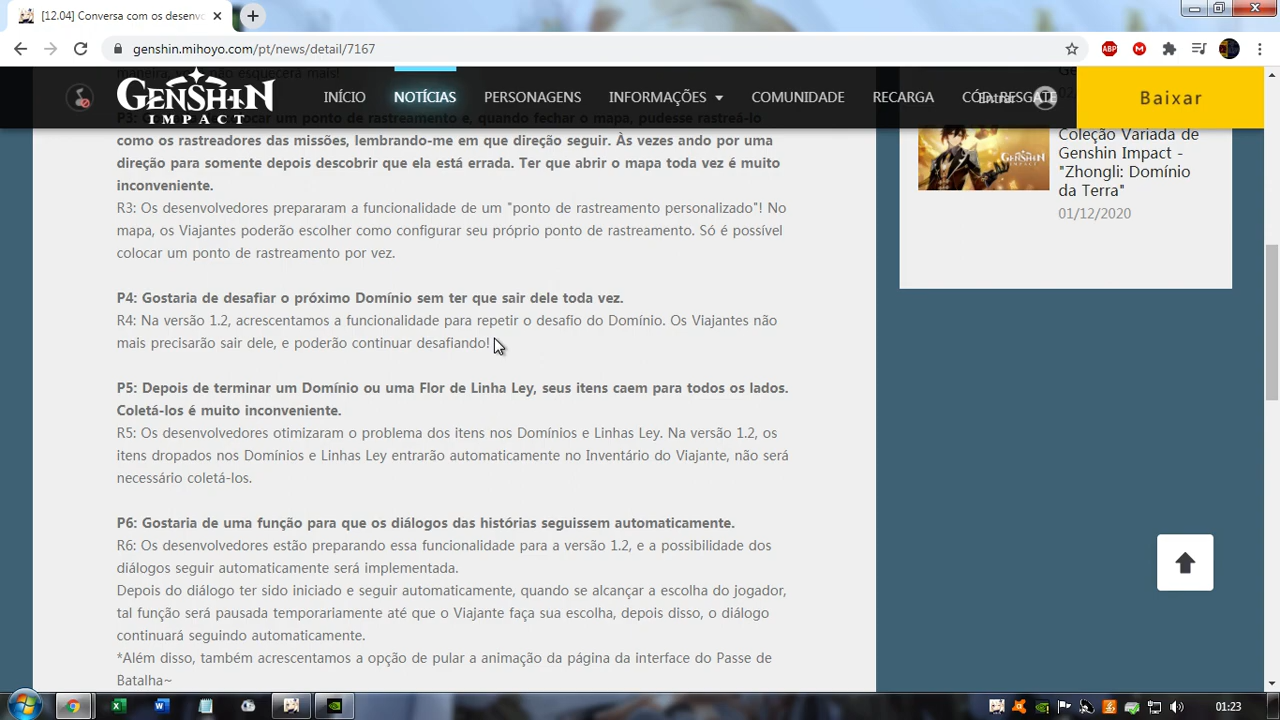 [12.04] Conversa com os desenv
genshin.mihoyo.com/pt/news/detail/7167
ABP
GENSHIN
IMPACT
INÍCIO
NOTÍCIAS
PERSONAGENS
INFORMAÇÕES
COMUNIDADE
RECARGA
CÓD. RESGATE
Entrar
Baixar
maneira, não esquecerá mais!
P3: colocar um ponto de rastreamento e, quando fechar o mapa, pudesse rastreá-lo
como os rastreadores das missões, lembrando-me em que direção seguir. Às vezes ando por uma
direção para somente depois descobrir que ela está errada. Ter que abrir o mapa toda vez é muito
inconveniente.
R3: Os desenvolvedores prepararam a funcionalidade de um "ponto de rastreamento personalizado"! No
mapa, os Viajantes poderão escolher como configurar seu próprio ponto de rastreamento. Só é possível
colocar um ponto de rastreamento por vez.
P4: Gostaria de desafiar o próximo Domínio sem ter que sair dele toda vez.
R4: Na versão 1.2, acrescentamos a funcionalidade para repetir o desafio do Domínio. Os Viajantes não
mais precisarão sair dele, e poderão continuar desafiando!
P5: Depois de terminar um Domínio ou uma Flor de Linha Ley, seus itens caem para todos os lados.
Coletá-los é muito inconveniente.
R5: Os desenvolvedores otimizaram o problema dos itens nos Domínios e Linhas Ley. Na versão 1.2, os
itens dropados nos Domínios e Linhas Ley entrarão automaticamente no Inventário do Viajante, não será
necessário coletá-los.
P6: Gostaria de uma função para que os diálogos das histórias seguissem automaticamente.
R6: Os desenvolvedores estão preparando essa funcionalidade para a versão 1.2, e a possibilidade dos
diálogos seguir automaticamente será implementada.
Depois do diálogo ter sido iniciado e seguir automaticamente, quando se alcançar a escolha do jogador,
tal função será pausada temporariamente até que o Viajante faça sua escolha, depois disso, o diálogo
continuará seguindo automaticamente.
*Além disso, também acrescentamos a opção de pular a animação da página da interface do Passe de
Batalha~
GENSHIN
Coleção Variada de
Genshin Impact -
"Zhongli: Domínio
da Terra"
01/12/2020
01:23